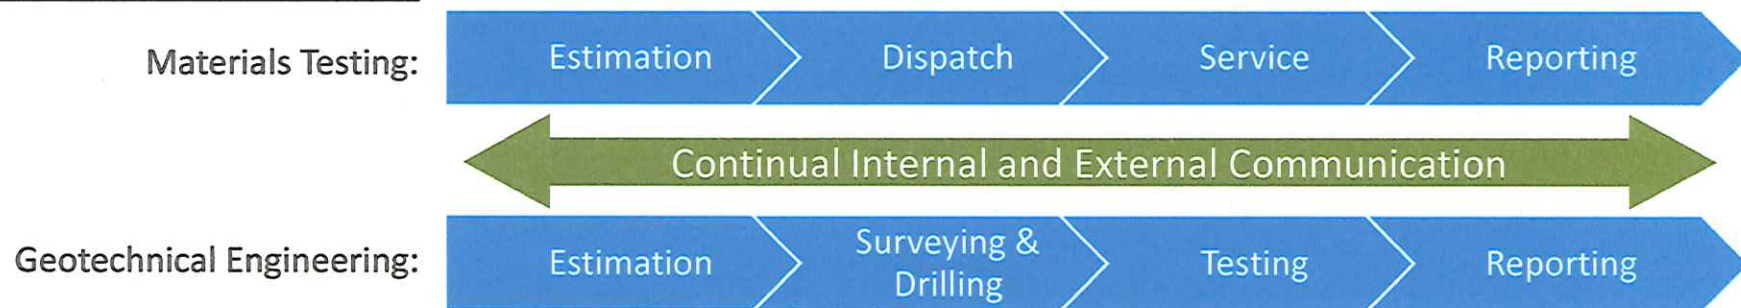 Materials Testing:
Estimation
Dispatch
Service
Reporting
Continual Internal and External Communication
Geotechnical Engineering:
Estimation
Surveying &
Drilling
Testing
Reporting